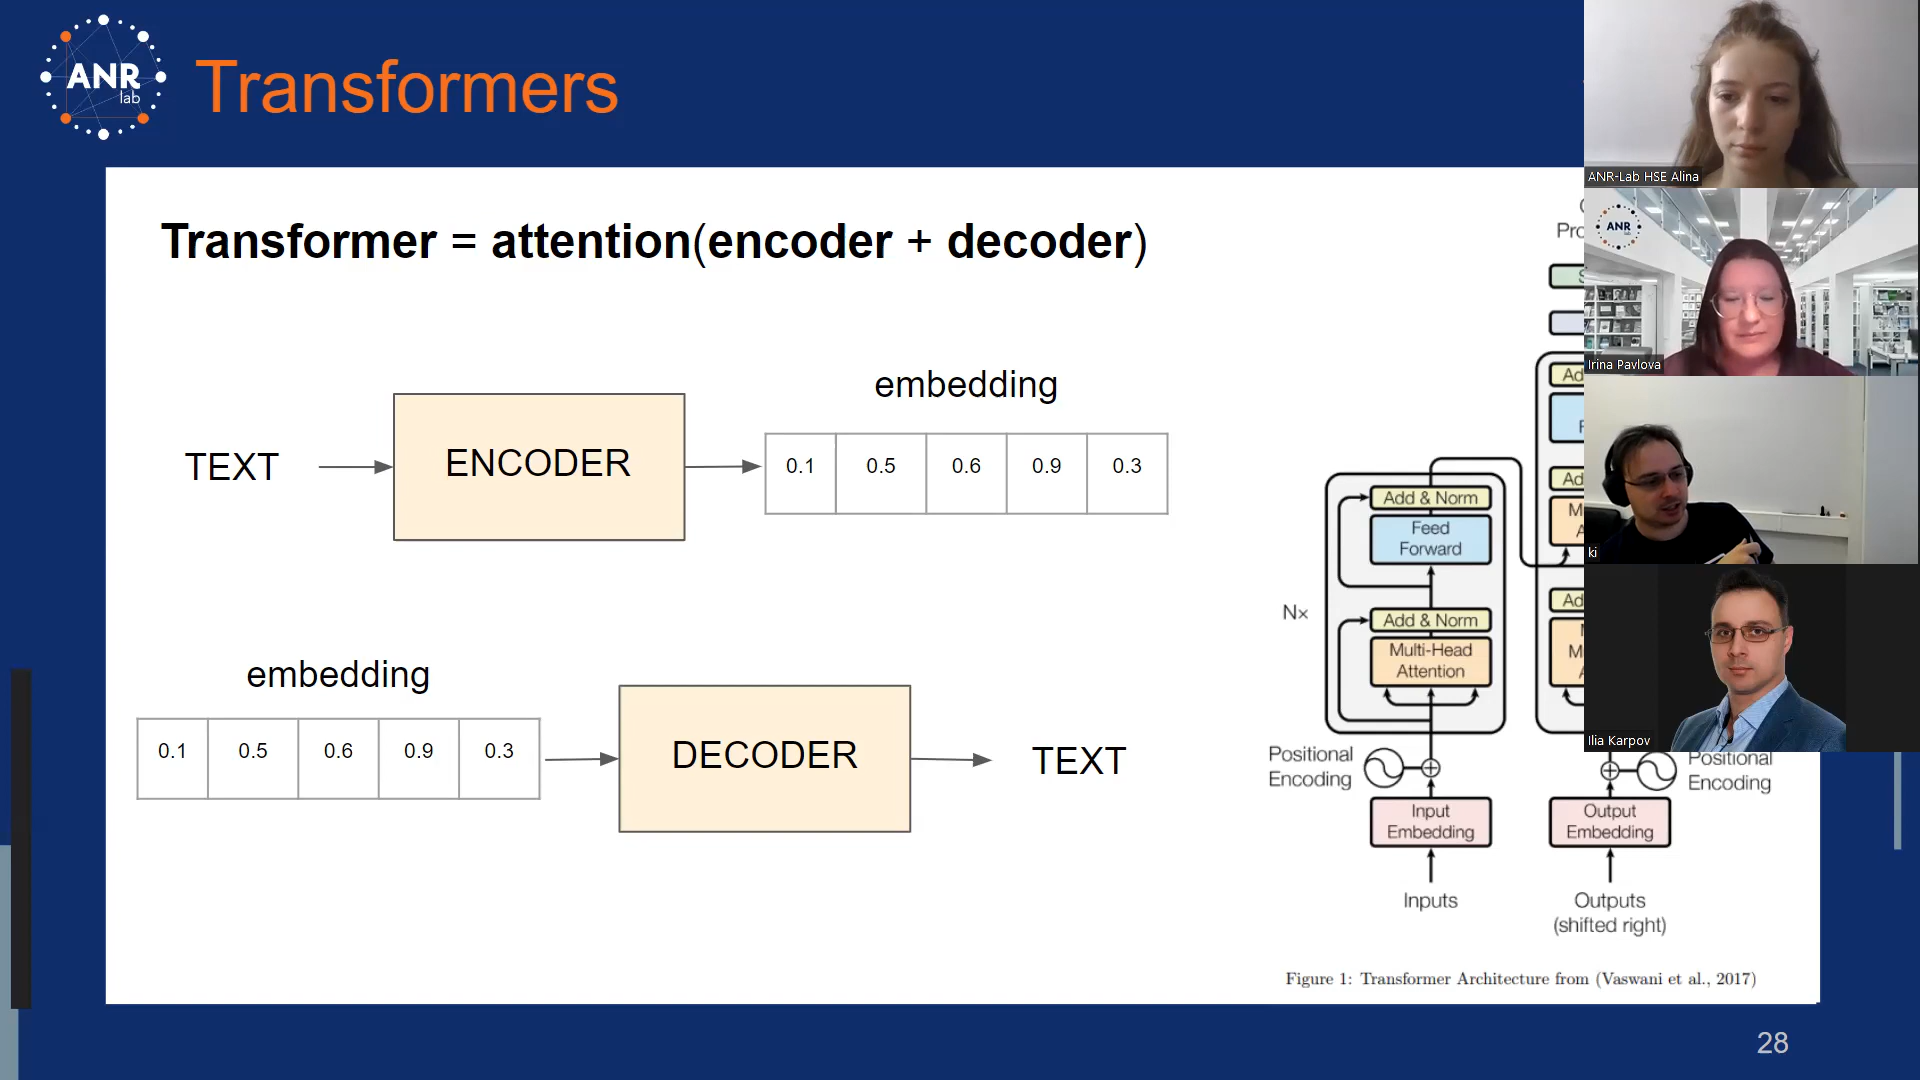 ANR
lab
Transformers
Transformer = attention(encoder + decoder)
TEXT
ENCODER
embedding
0.1 0.5 0.6 0.9 0.3
embedding
0.1 0.5 0.6 0.9 0.3
DECODER
TEXT
Add & Norm
Feed
Forward
Nx
Add & Norm
Multi-Head
Attention
Positional
Encoding
Input
Embedding
Inputs
Positional
Encoding
Output
Embedding
Outputs
(shifted right)
Figure 1: Transformer Architecture from (Vaswani et al., 2017)
28
ANR-Lab HSE Alina
ANR
lab
Irina Pavlova
ki
Ilia Karpov